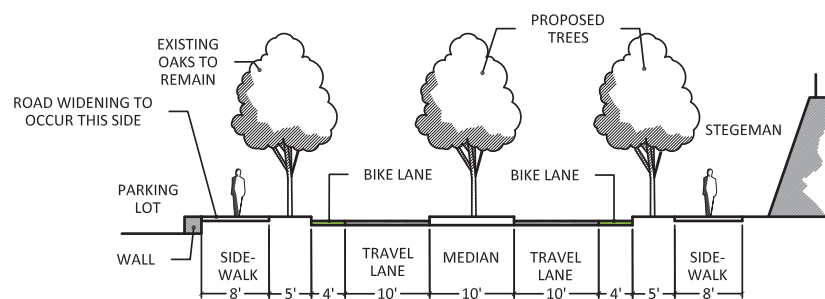 PROPOSED
TREES
EXISTING
OAKS TO
REMAIN
ROAD WIDENING TO
OCCUR THIS SIDE
STEGEMAN
BIKE LANE
BIKE LANE
PARKING
LOT
WALL
SIDE-
WALK
TRAVEL
LANE
MEDIAN
TRAVEL
LANE
SIDE-
WALK
8' 5' 4' 10' 10' 10' 4' 5' 8'